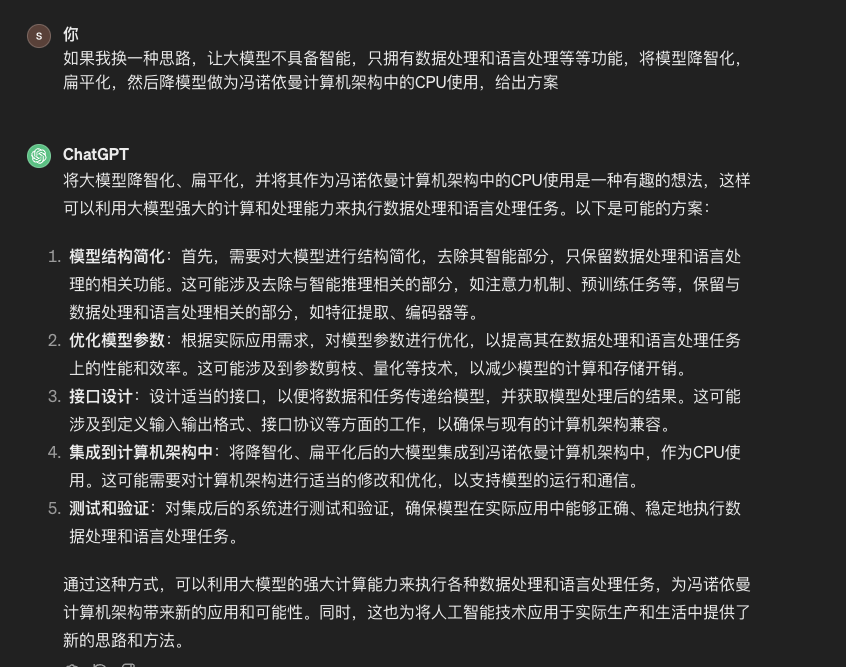 S 你
如果我换一种思路，让大模型不具备智能，只拥有数据处理和语言处理等等功能，将模型降智化，
扁平化，然后降模型做为冯诺依曼计算机架构中的CPU使用，给出方案
ChatGPT
将大模型降智化、扁平化，并将其作为冯诺依曼计算机架构中的CPU使用是一种有趣的想法，这样
可以利用大模型强大的计算和处理能力来执行数据处理和语言处理任务。以下是可能的方案：
1. 模型结构简化：首先，需要对大模型进行结构简化，去除其智能部分，只保留数据处理和语言处
理的相关功能。这可能涉及去除与智能推理相关的部分，如注意力机制、预训练任务等，保留与
数据处理和语言处理相关的部分，如特征提取、编码器等。
2. 优化模型参数：根据实际应用需求，对模型参数进行优化，以提高其在数据处理和语言处理任务
上的性能和效率。这可能涉及到参数剪枝、量化等技术，以减少模型的计算和存储开销。
3. 接口设计：设计适当的接口，以便将数据和任务传递给模型，并获取模型处理后的结果。这可能
涉及到定义输入输出格式、接口协议等方面的工作，以确保与现有的计算机架构兼容。
4. 集成到计算机架构中：将降智化、扁平化后的大模型集成到冯诺依曼计算机架构中，作为CPU使
用。这可能需要对计算机架构进行适当的修改和优化，以支持模型的运行和通信。
5. 测试和验证：对集成后的系统进行测试和验证，确保模型在实际应用中能够正确、稳定地执行数
据处理和语言处理任务。
通过这种方式，可以利用大模型的强大计算能力来执行各种数据处理和语言处理任务，为冯诺依曼
计算机架构带来新的应用和可能性。同时，这也为将人工智能技术应用于实际生产和生活中提供了
新的思路和方法。